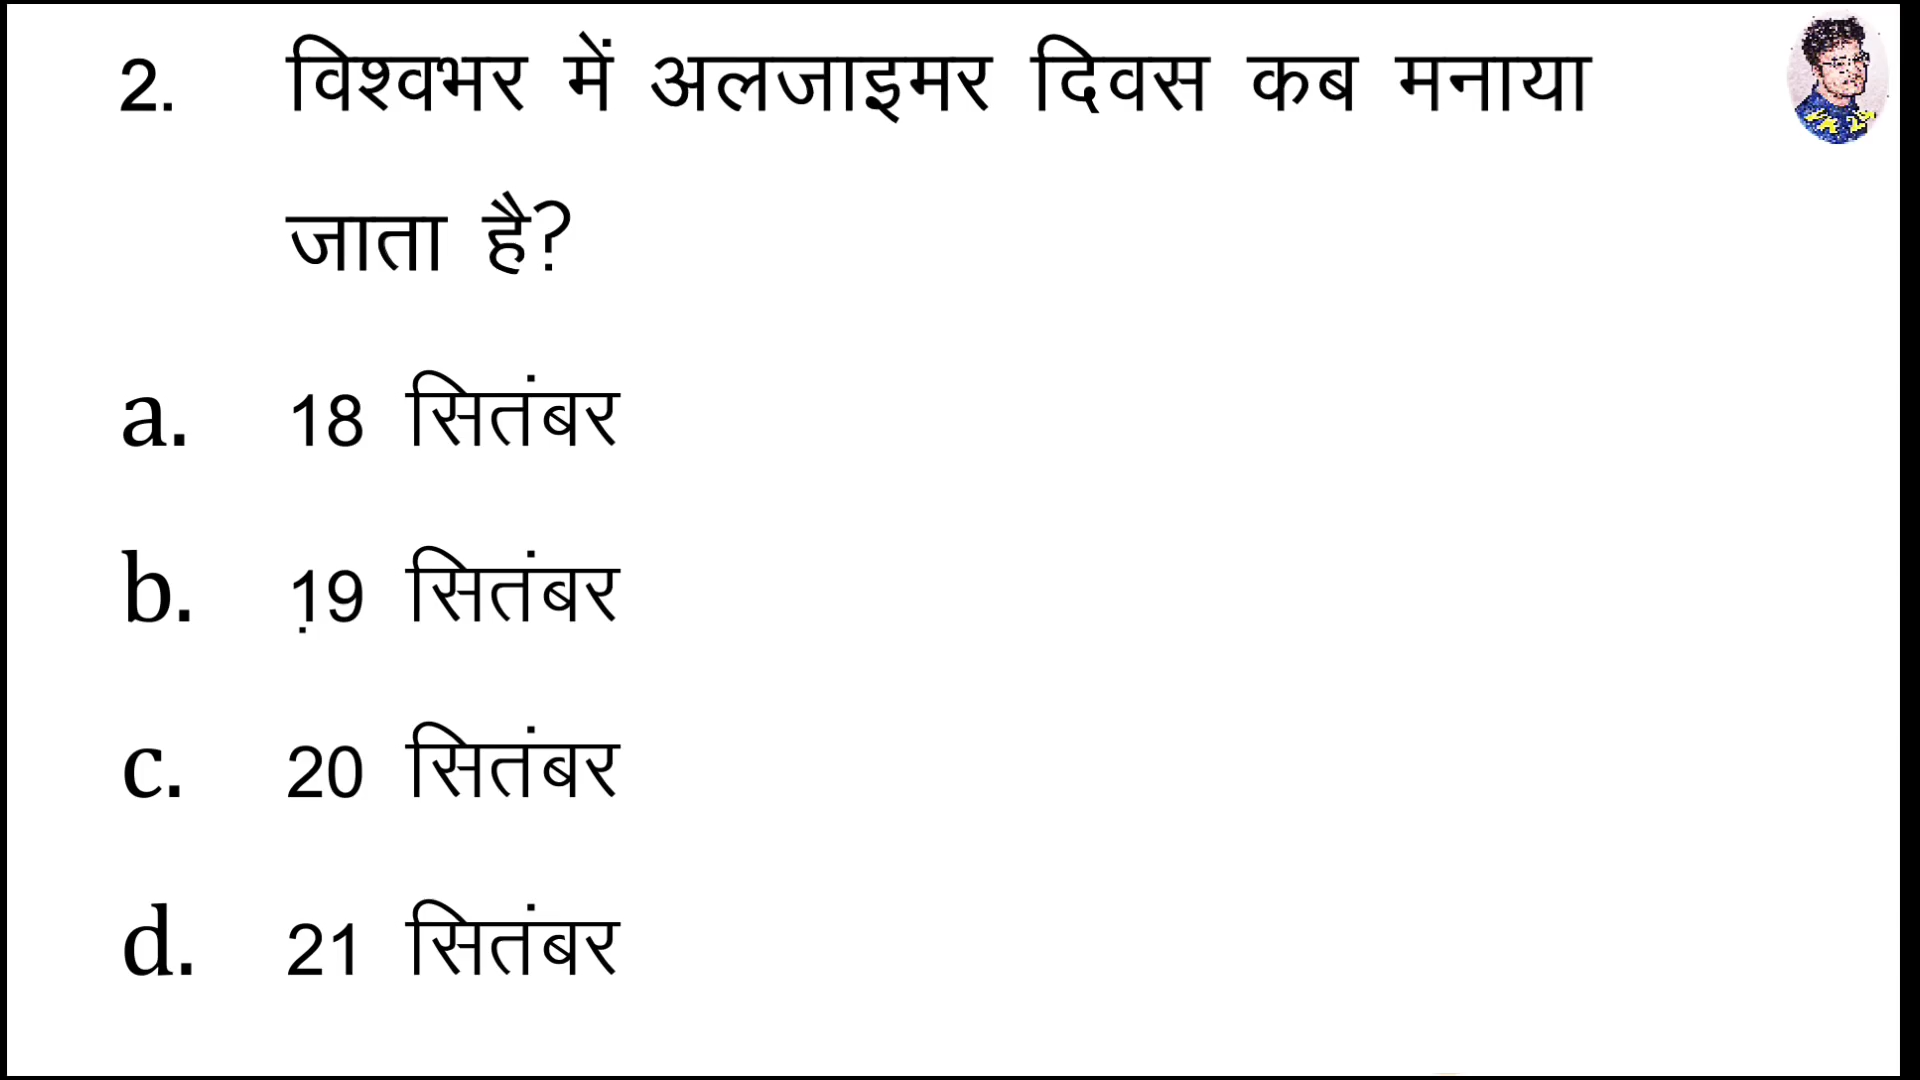 2. विश्वभर में अलजाइमर दिवस कब मनाया
जाता है?
a. 18 सितंबर
b. 19 सितंबर
c. 20 सितंबर
d. 21 सितंबर